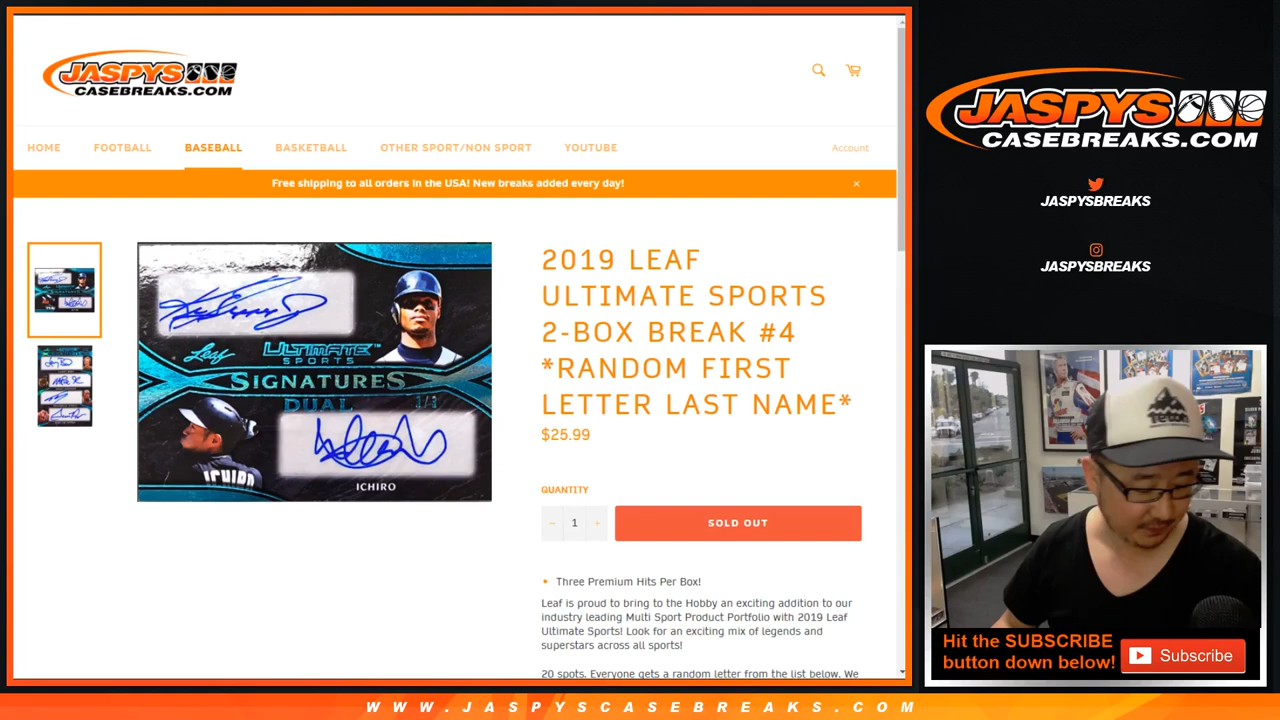 JASPYS
CASEBREAKS.COM
HOME FOOTBALL BASEBALL BASKETBALL OTHER SPORT/NON SPORT YOUTUBE Account
Free shipping to all orders in the USA! New breaks added every day! ×
Leaf ULTIMATE
SPORTS
SIGNATURES
DUAL 1/1
ICHIRO
ICHIRO
2019 LEAF
ULTIMATE SPORTS
2-BOX BREAK #4
*RANDOM FIRST
LETTER LAST NAME*
$25.99
QUANTITY
− 1 + SOLD OUT
• Three Premium Hits Per Box!
Leaf is proud to bring to the Hobby an exciting addition to our
industry leading Multi Sport Product Portfolio with 2019 Leaf
Ultimate Sports! Look for an exciting mix of legends and
superstars across all sports!
20 spots. Everyone gets a random letter from the list below. We
JASPYS
CASEBREAKS.COM
JASPYSBREAKS
JASPYSBREAKS
TETON
Hit the SUBSCRIBE
button down below!
Subscribe
WWW.JASPYSCASEBREAKS.COM